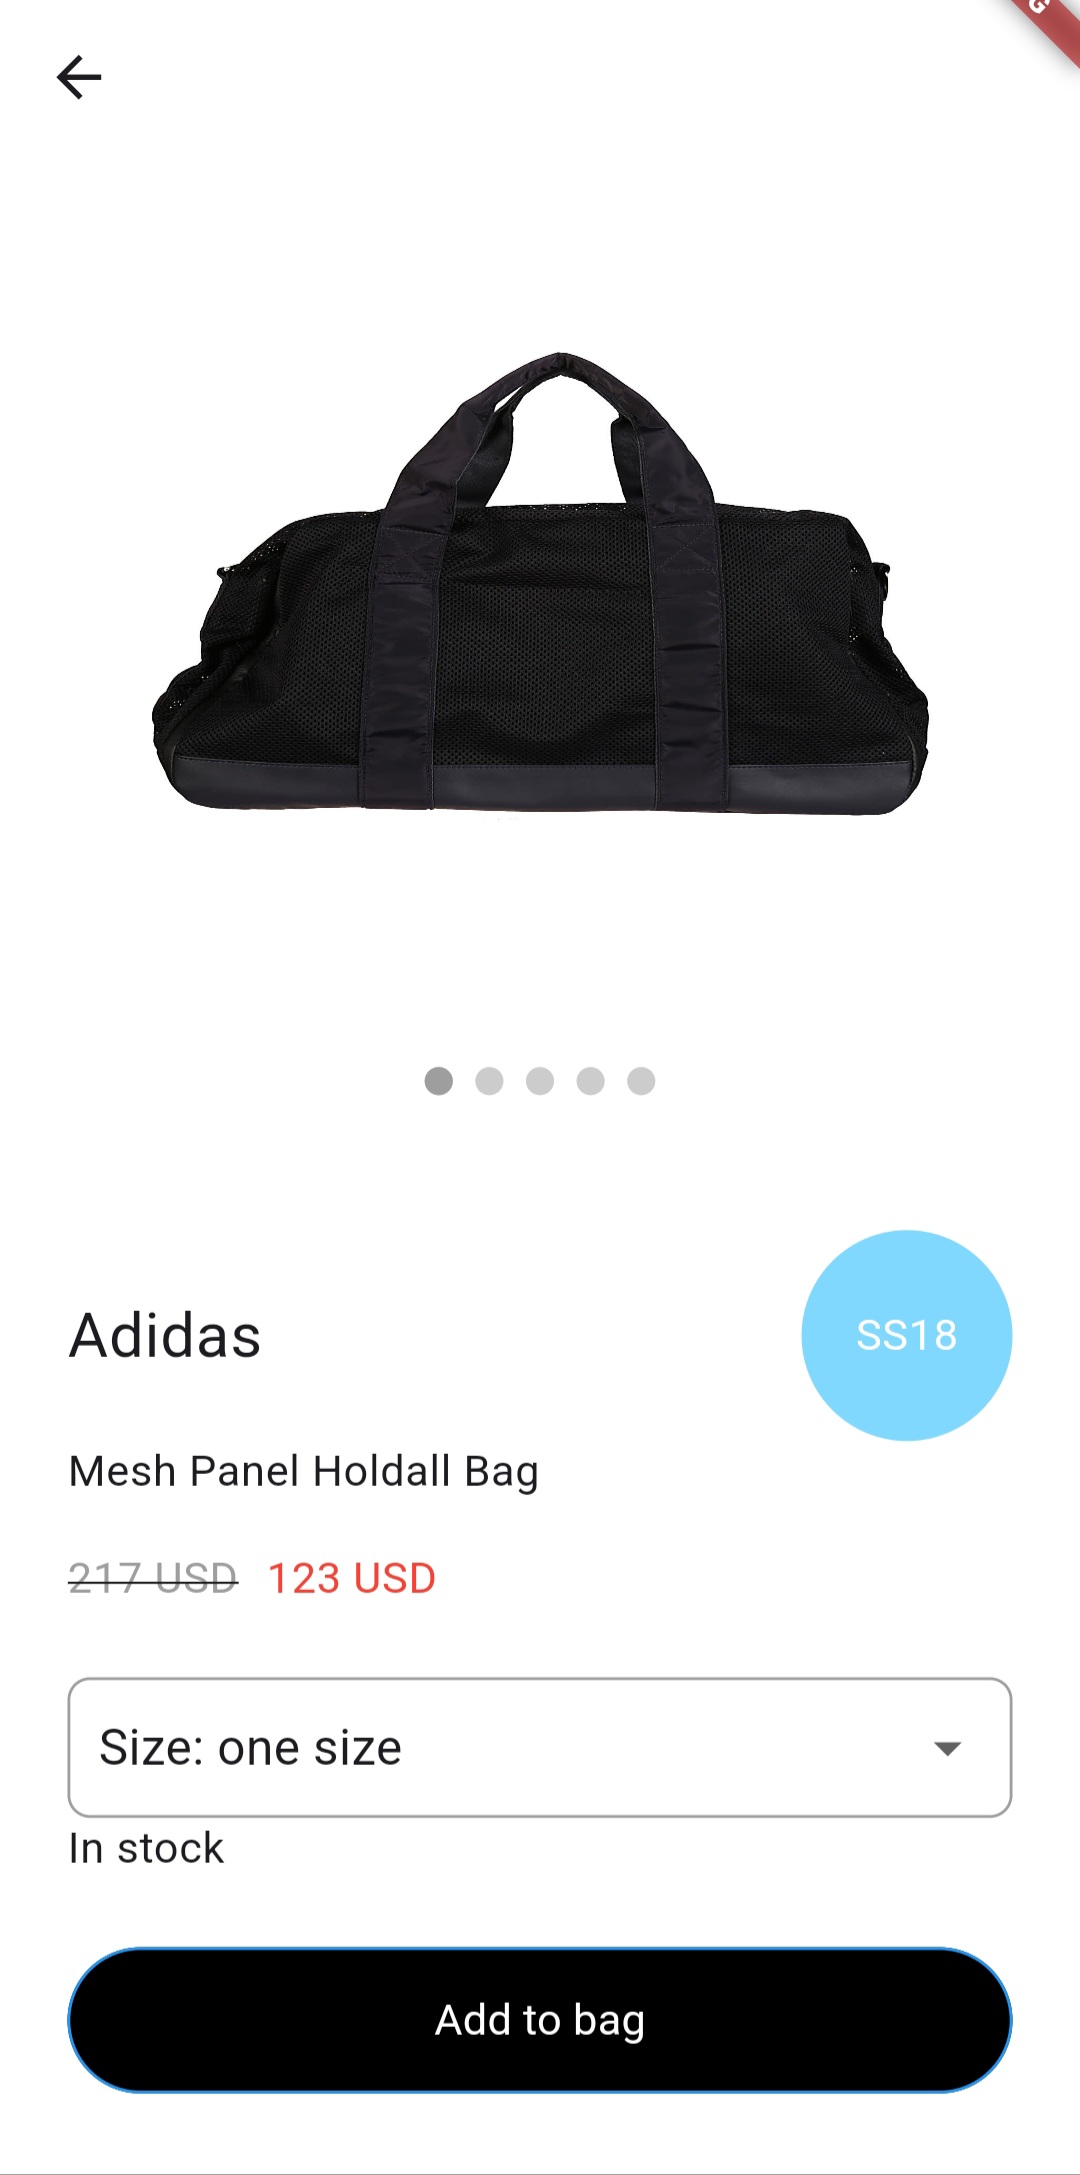 G
Adidas
SS18
Mesh Panel Holdall Bag
217 USD 123 USD
Size: one size
In stock
Add to bag